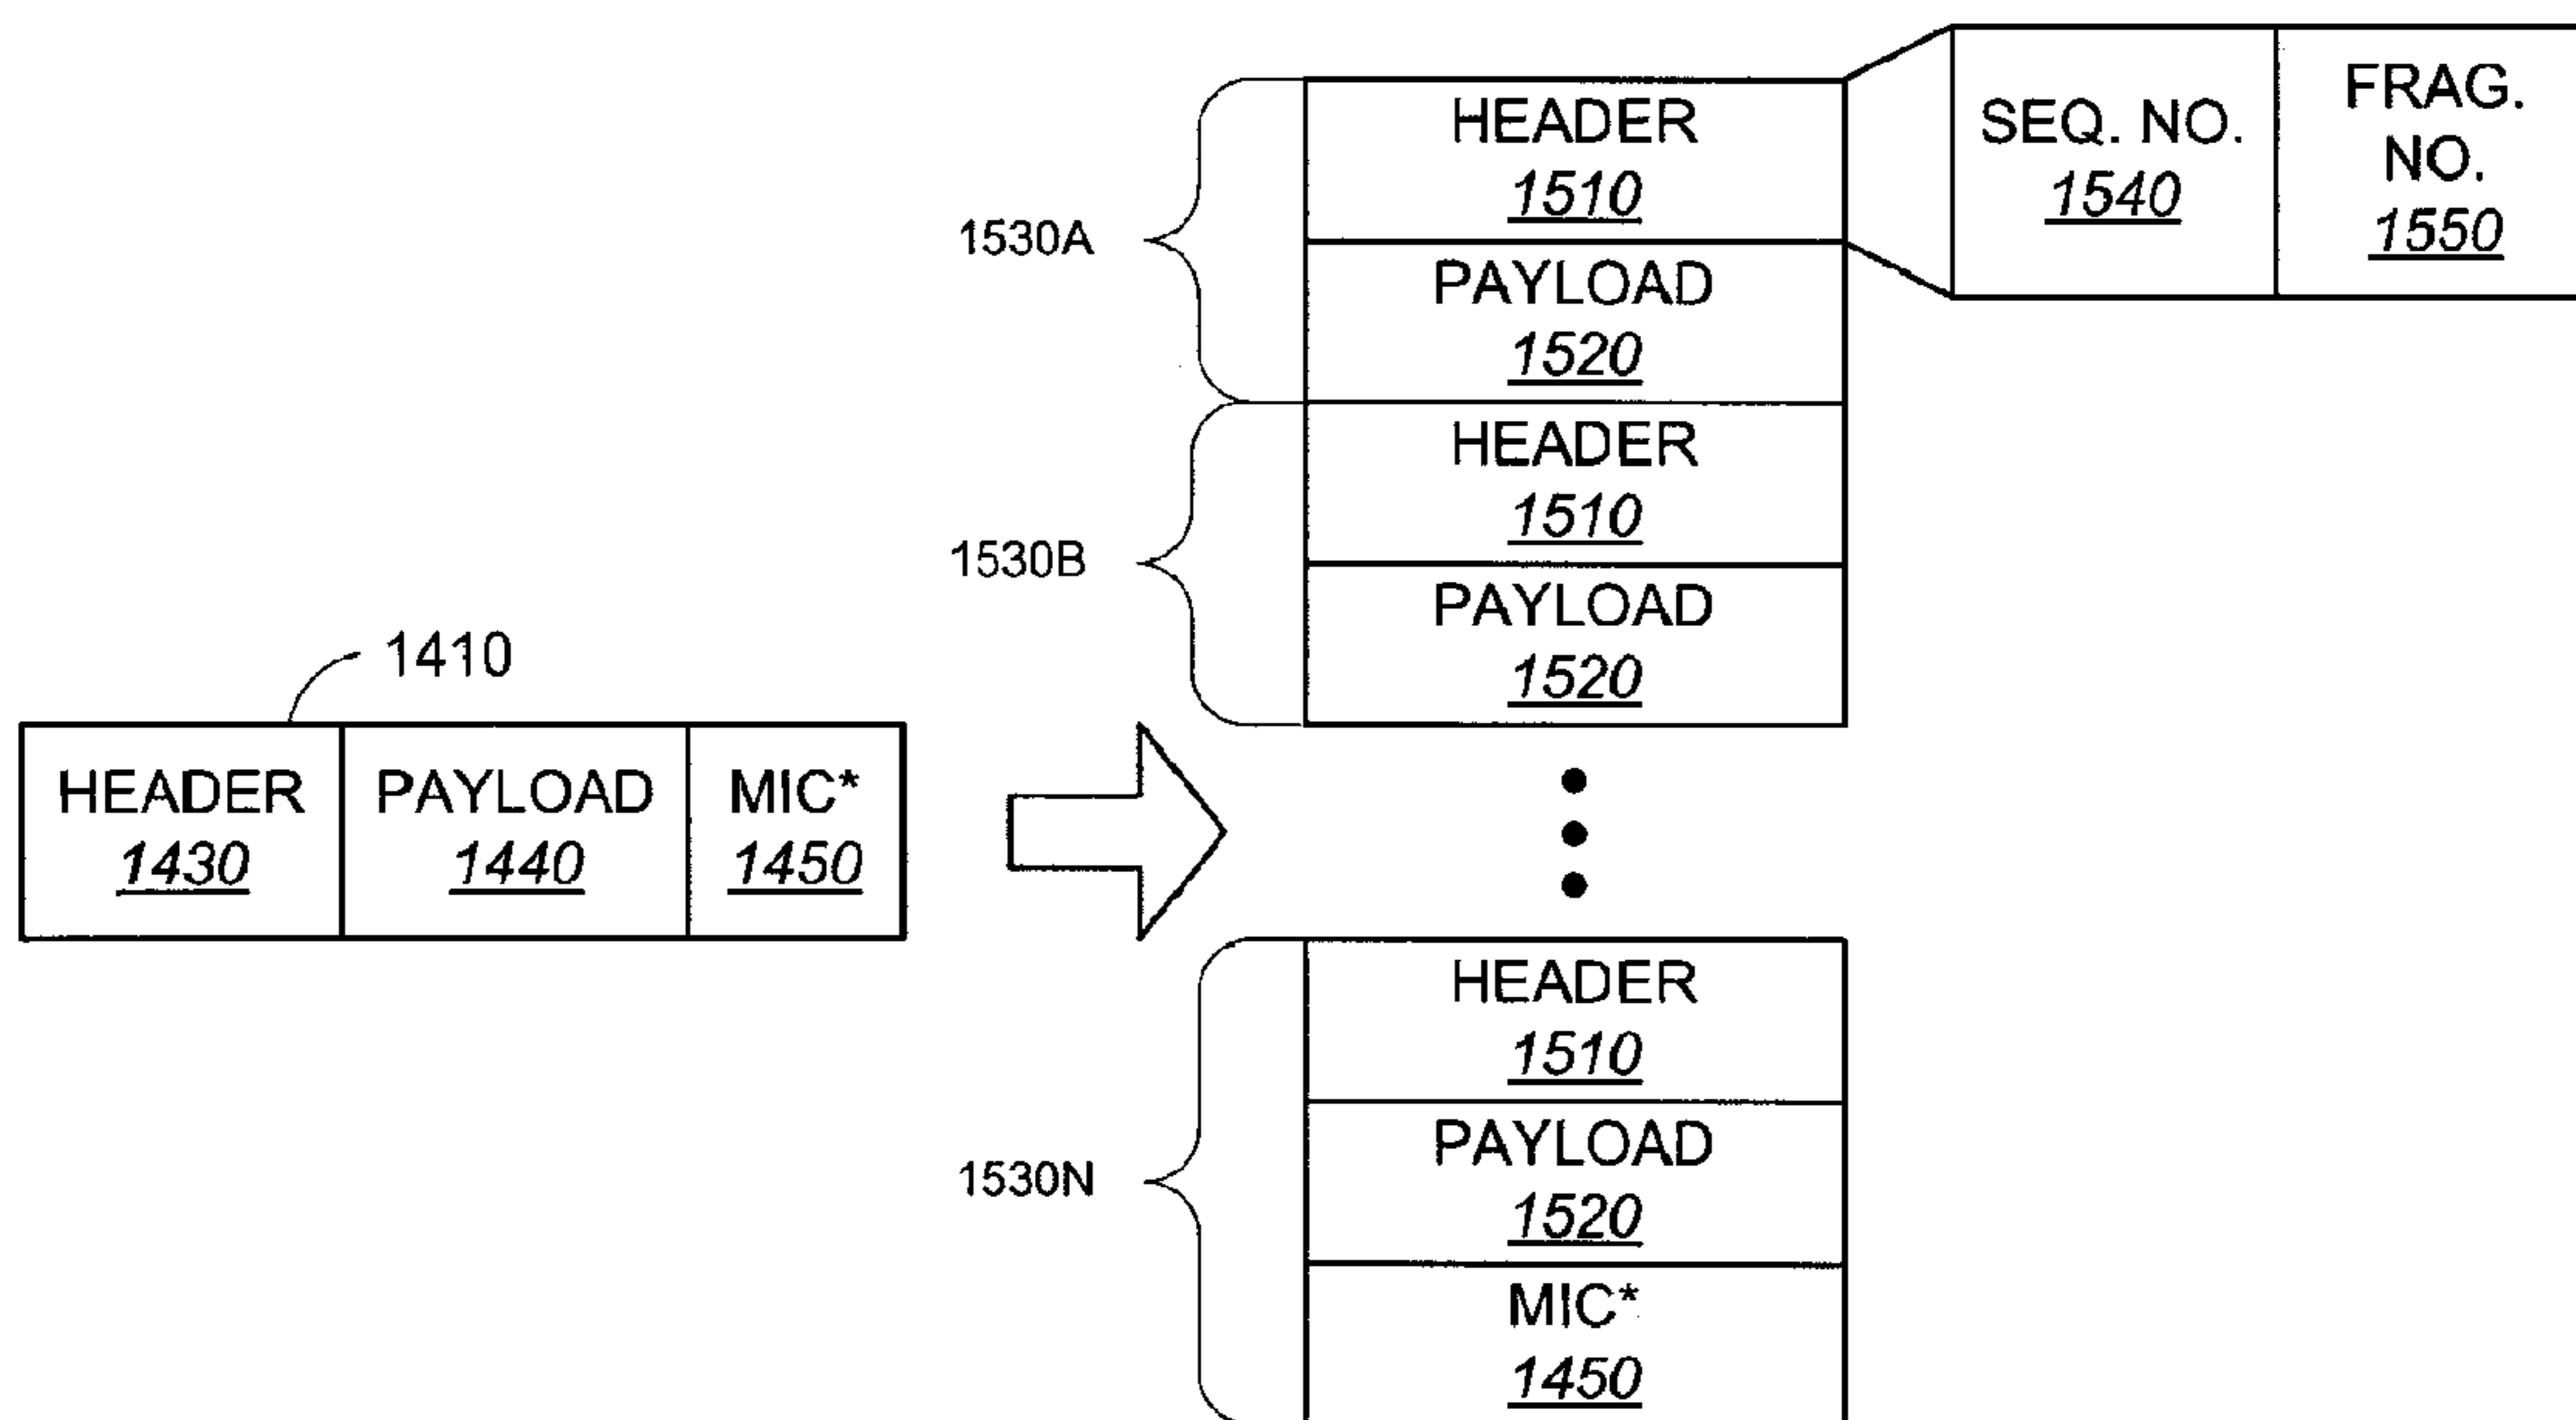 HEADER
1510
SEQ. NO.
1540
FRAG.
NO.
1550
1530A
PAYLOAD
1520
HEADER
1510
1530B
PAYLOAD
1520
1410
HEADER
1430
PAYLOAD
1440
MIC*
1450
HEADER
1510
1530N
PAYLOAD
1520
MIC*
1450